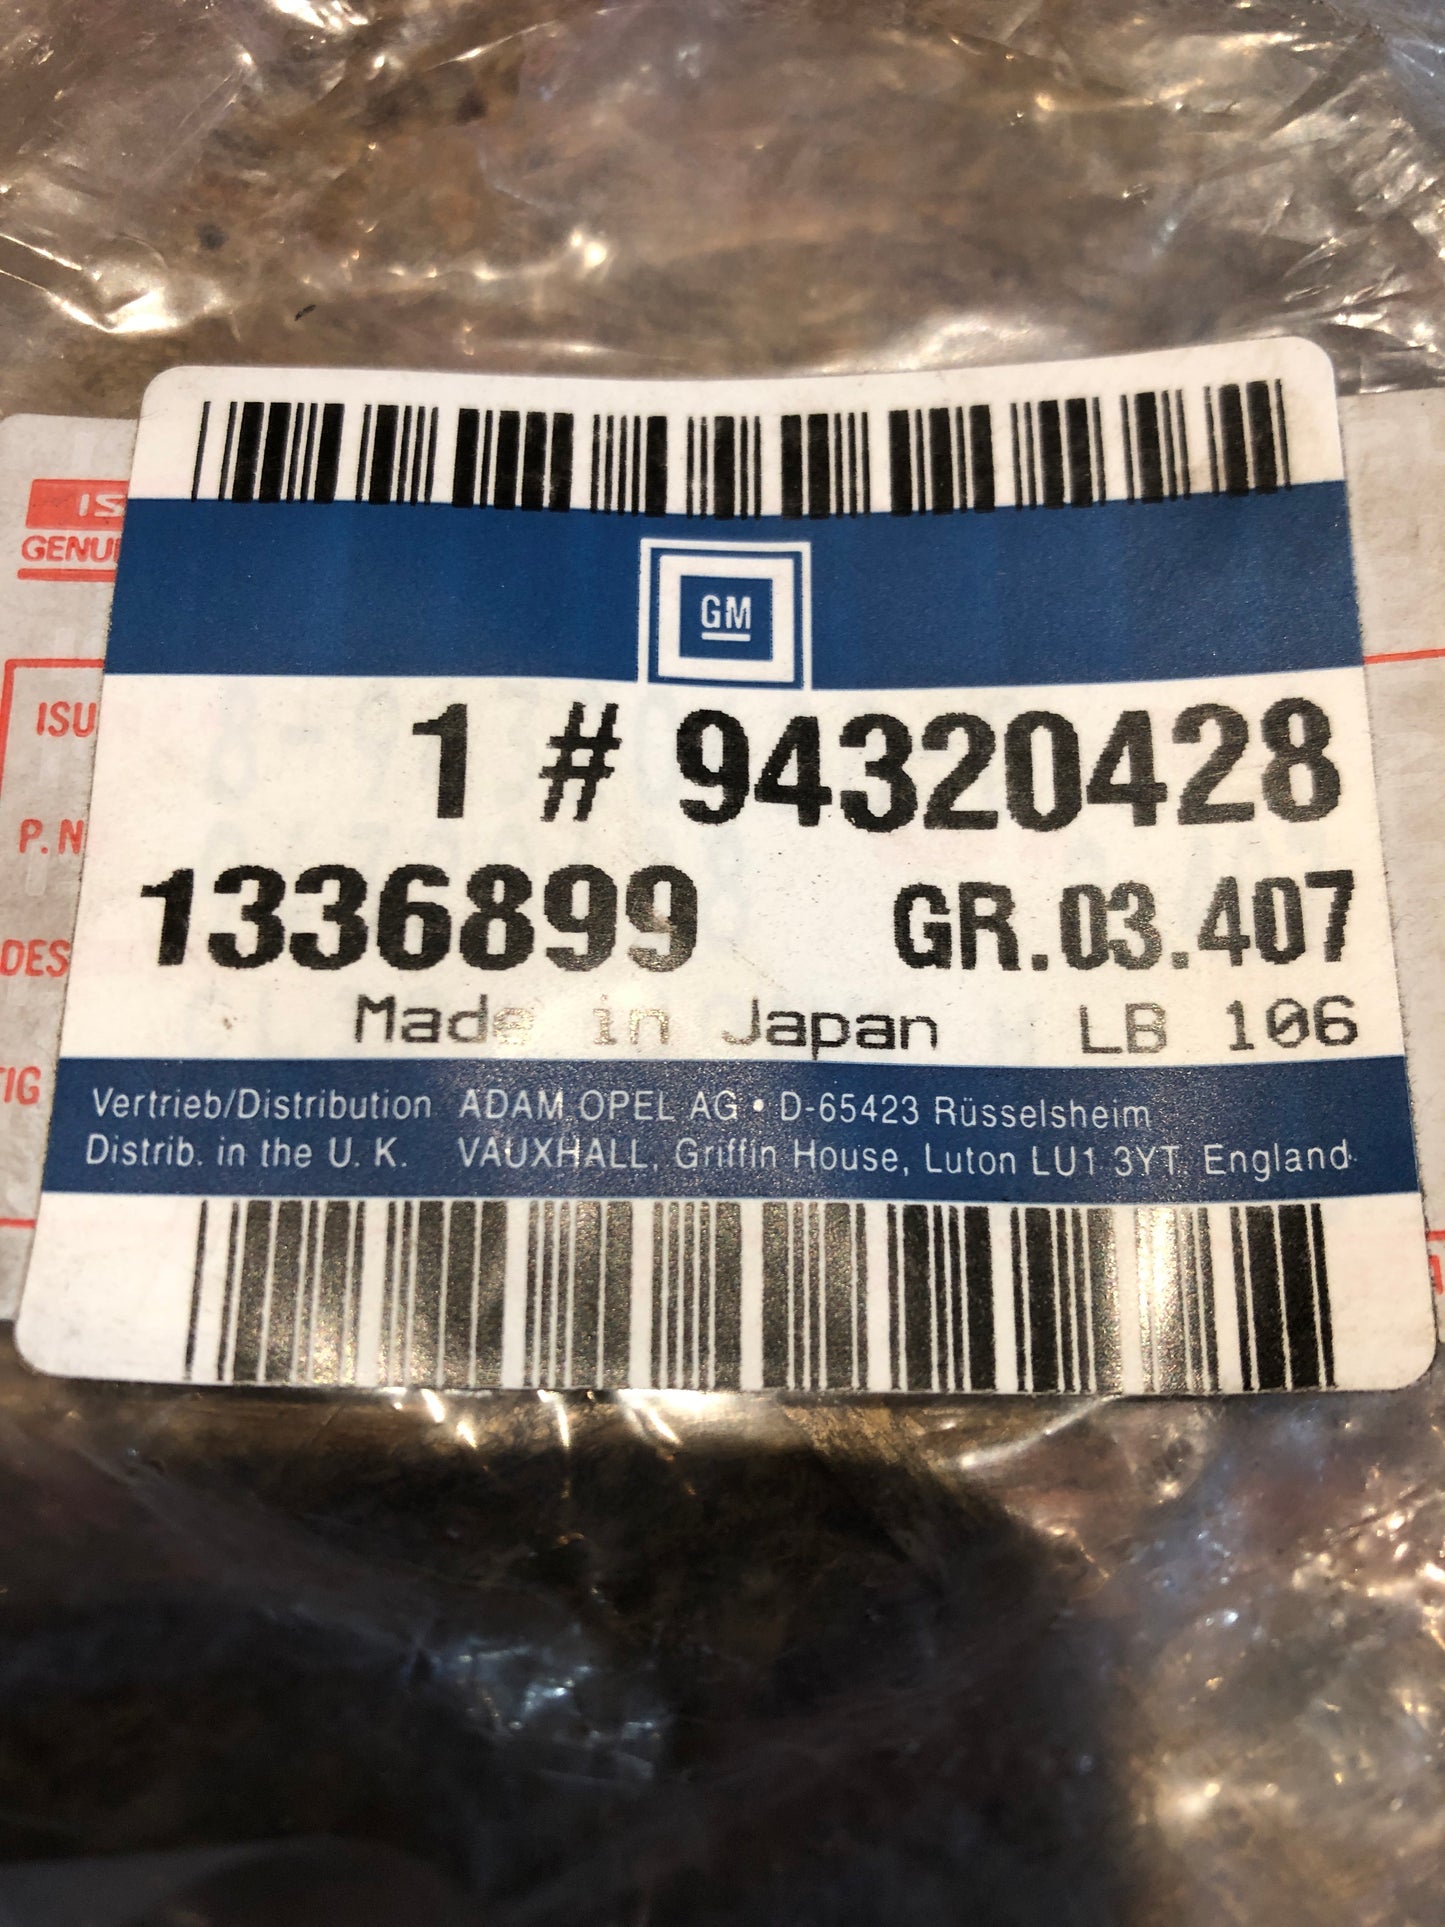 GENUI
ISU
P. N
DES
TIG
GM
1 # 94320428
1336899 GR.03.407
Made in Japan LB 106
Vertrieb/Distribution ADAM OPEL AG • D-65423 Rüsselsheim
Distrib. in the U. K. VAUXHALL, Griffin House, Luton LU1 3YT England